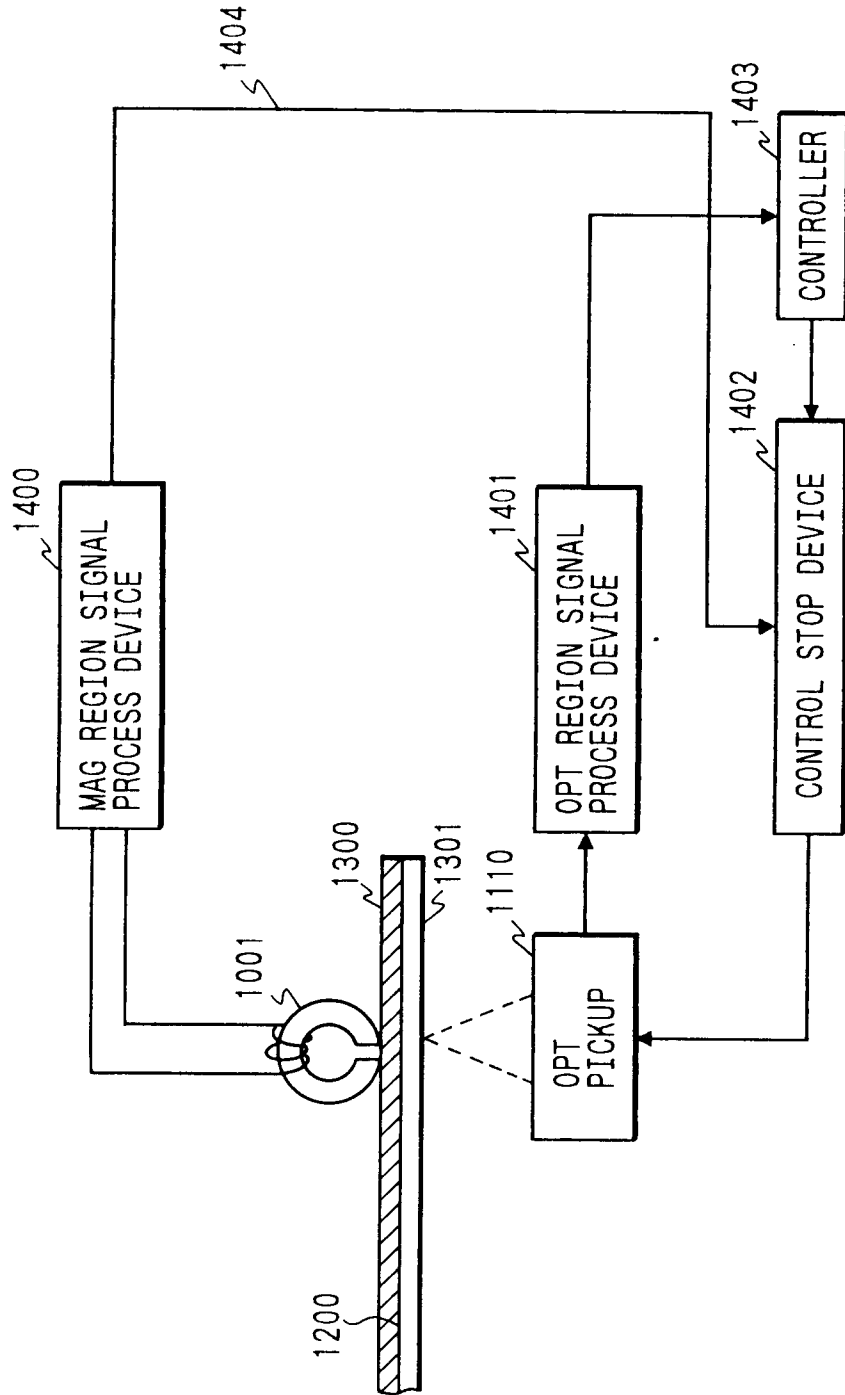 1400
MAG REGION SIGNAL
PROCESS DEVICE
1404
1001
1300
1200
1301
1110
OPT
PICKUP
1401
OPT REGION SIGNAL
PROCESS DEVICE
1402
CONTROL STOP DEVICE
1403
CONTROLLER